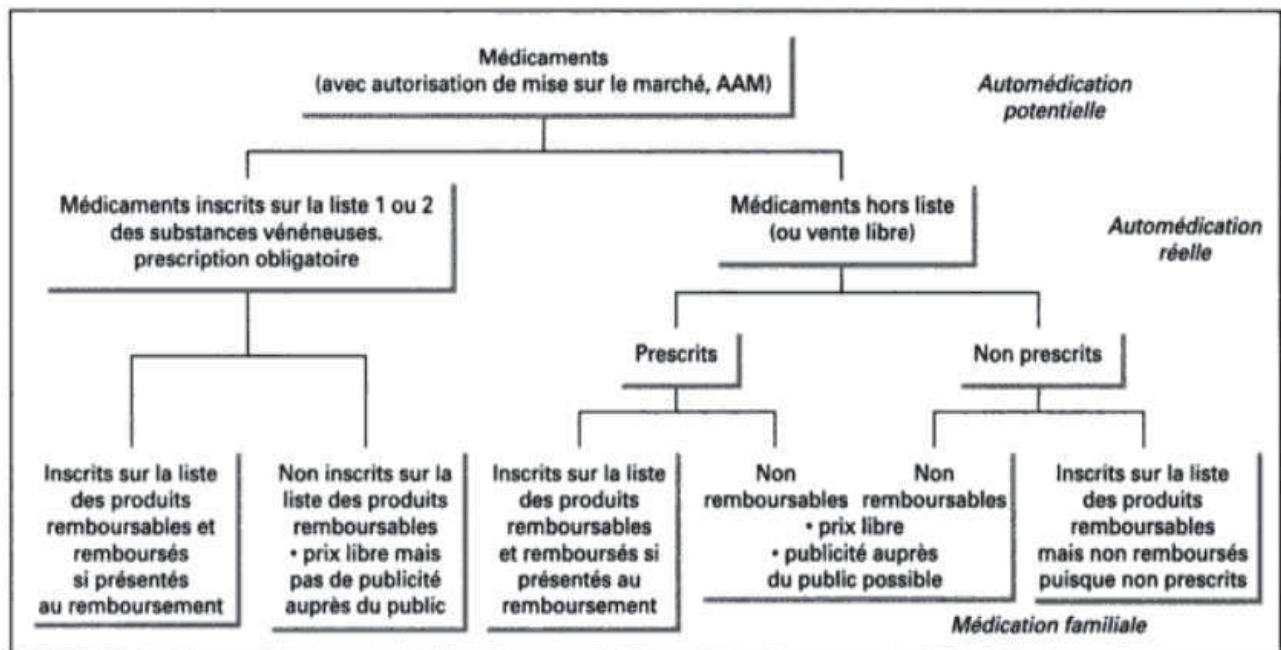 Médicaments
(avec autorisation de mise sur le marché, AAM)
Automédication
potentielle
Médicaments inscrits sur la liste 1 ou 2
des substances vénéneuses.
prescription obligatoire
Médicaments hors liste
(ou vente libre)
Automédication
réelle
Prescrits
Non prescrits
Inscrits sur la liste
des produits
remboursables et
remboursés
si présentés
au remboursement
Non inscrits sur la
liste des produits
remboursables
• prix libre mais
pas de publicité
auprès du public
Inscrits sur la liste
des produits
remboursables
et remboursés si
présentés au
remboursement
Non Non
remboursables remboursables
• prix libre
• publicité auprès
du public possible
Inscrits sur la liste
des produits
remboursables
mais non remboursés
puisque non prescrits
Médication familiale